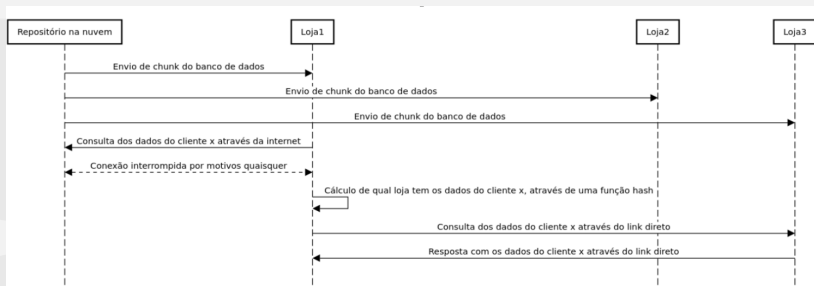 Repositório na nuvem
Loja1
Loja2
Loja3
Envio de chunk do banco de dados
Envio de chunk do banco de dados
Envio de chunk do banco de dados
Consulta dos dados do cliente x através da internet
Conexão interrompida por motivos quaisquer
Cálculo de qual loja tem os dados do cliente x, através de uma função hash
Consulta dos dados do cliente x através do link direto
Resposta com os dados do cliente x através do link direto